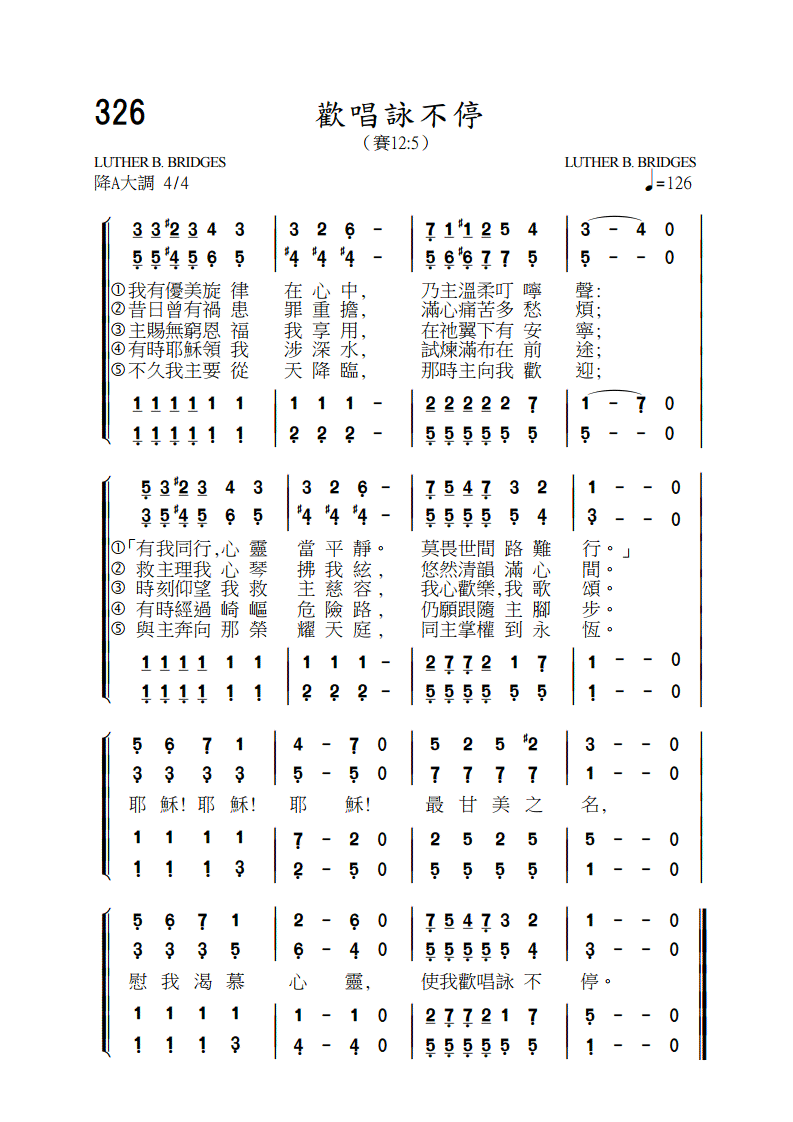 326
歡唱詠不停
（賽12:5）
LUTHER B. BRIDGES LUTHER B. BRIDGES
降A大調 4/4 ♩=126
3 3 #2 3 4 3 | 3 2 6 - | 7 1 #1 2 5 4 | 3 - 4 0
5 5 #4 5 6 5 | #4 #4 #4 - | 5 6 #6 7 7 5 | 5 - - 0
①我有優美旋律 在心中， 乃主溫柔叮嚀 聲：
②昔日曾有禍患 罪重擔， 滿心痛苦多愁 煩；
③主賜無窮恩福 我享用， 在祂翼下有安 寧；
④有時耶穌領我 涉深水， 試煉滿布在前 途；
⑤不久我主要從 天降臨， 那時主向我歡 迎；
1 1 1 1 1 1 | 1 1 1 - | 2 2 2 2 2 7 | 1 - 7 0
1 1 1 1 1 1 | 2 2 2 - | 5 5 5 5 5 5 | 5 - - 0
5 3 #2 3 4 3 | 3 2 6 - | 7 5 4 7 3 2 | 1 - - 0
3 5 #4 5 6 5 | #4 #4 #4 - | 5 5 5 5 5 4 | 3 - - 0
①「有我同行，心靈 當平靜。 莫畏世間路難 行。」
②救主理我心琴 拂我絃， 悠然清韻滿心 間。
③時刻仰望我救 主慈容， 我心歡樂，我歌 頌。
④有時經過崎嶇 危險路， 仍願跟隨主腳 步。
⑤與主奔向那榮 耀天庭， 同主掌權到永 恆。
1 1 1 1 1 1 | 1 1 1 - | 2 7 7 2 1 7 | 1 - - 0
1 1 1 1 1 1 | 2 2 2 - | 5 5 5 5 5 5 | 1 - - 0
5 6 7 1 | 4 - 7 0 | 5 2 5 #2 | 3 - - 0
3 3 3 3 | 5 - 5 0 | 7 7 7 7 | 1 - - 0
耶穌！耶穌！ 耶穌！ 最甘美之 名，
1 1 1 1 | 7 - 2 0 | 2 5 2 5 | 5 - - 0
1 1 1 3 | 2 - 5 0 | 5 5 5 5 | 1 - - 0
5 6 7 1 | 2 - 6 0 | 7 5 4 7 3 2 | 1 - - 0
3 3 3 5 | 6 - 4 0 | 5 5 5 5 5 4 | 3 - - 0
慰我渴慕 心靈， 使我歡唱詠不 停。
1 1 1 1 | 1 - 1 0 | 2 7 7 2 1 7 | 5 - - 0
1 1 1 3 | 4 - 4 0 | 5 5 5 5 5 5 | 1 - - 0